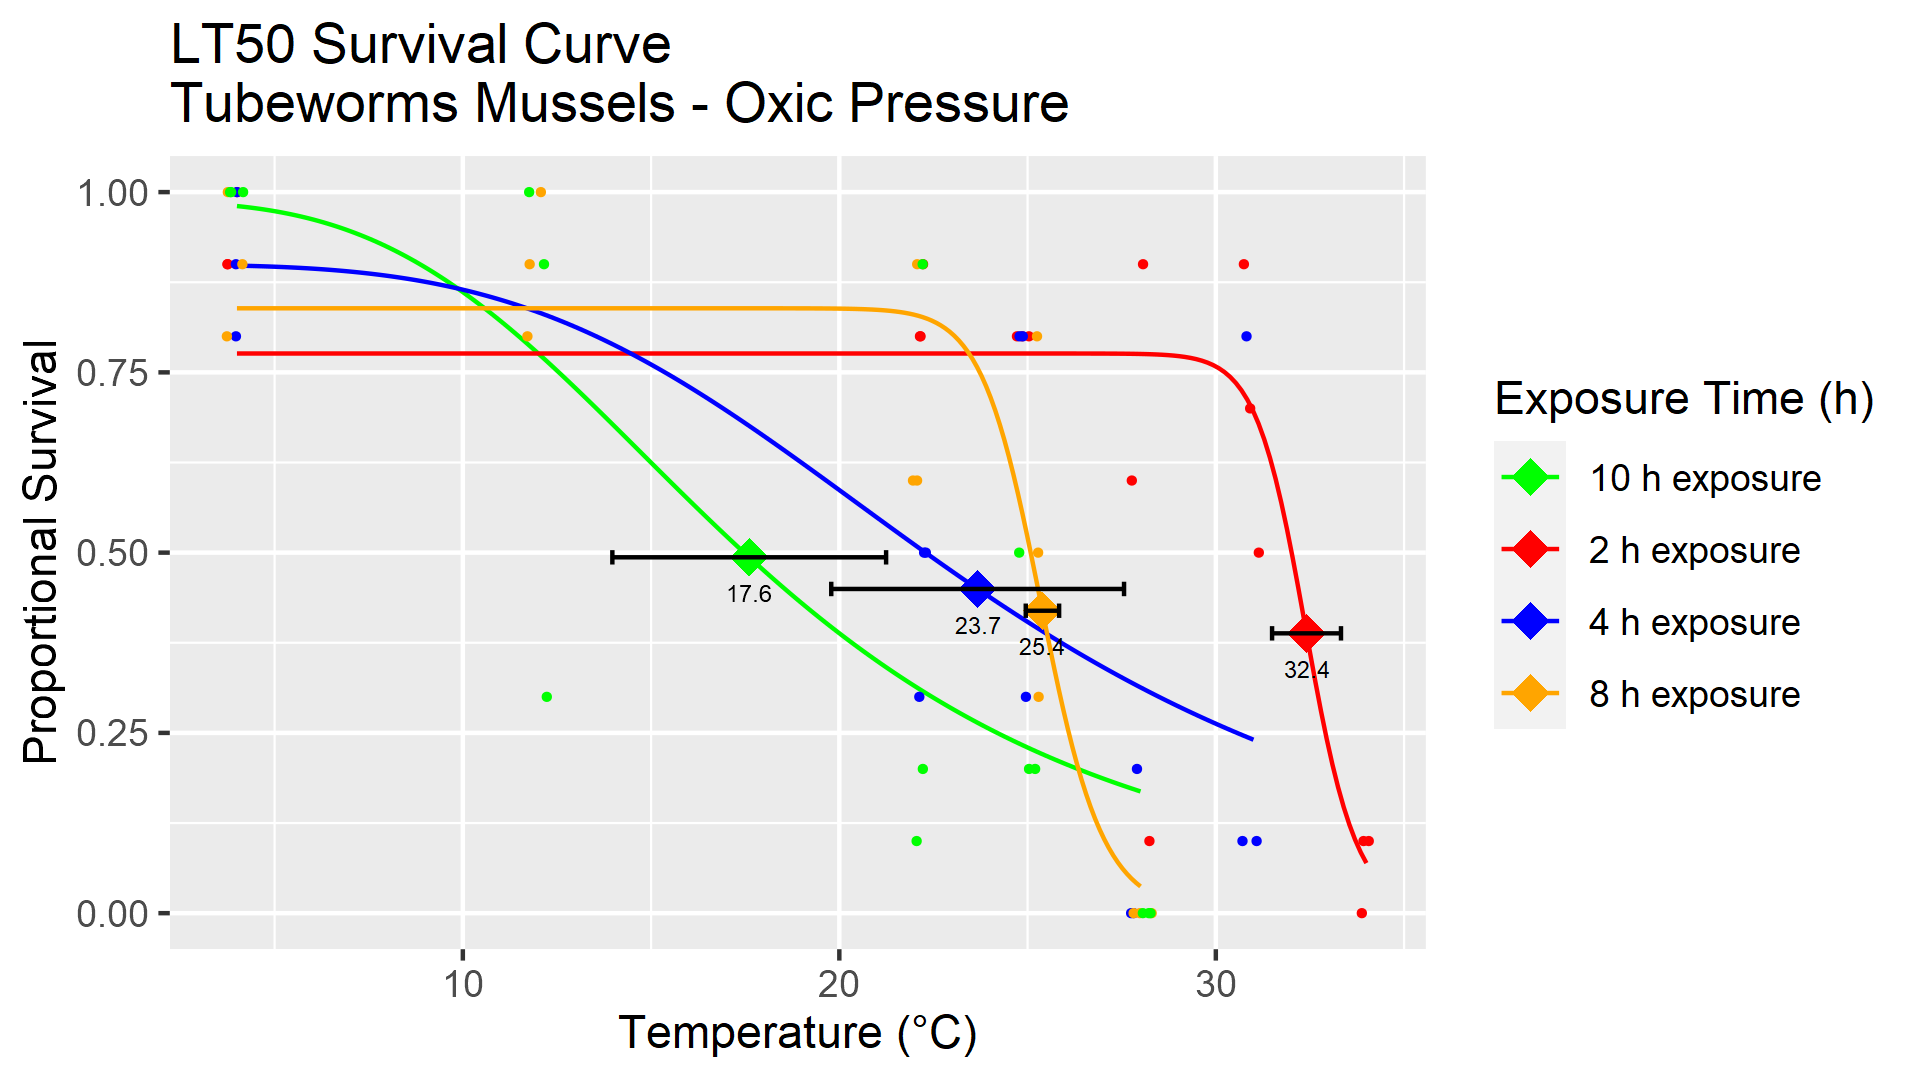 LT50 Survival Curve
Tubeworms Mussels - Oxic Pressure
Proportional Survival
1.00
0.75
0.50
0.25
0.00
17.6
23.7
25.4
32.4
10
20
30
Temperature (°C)
Exposure Time (h)
10 h exposure
2 h exposure
4 h exposure
8 h exposure